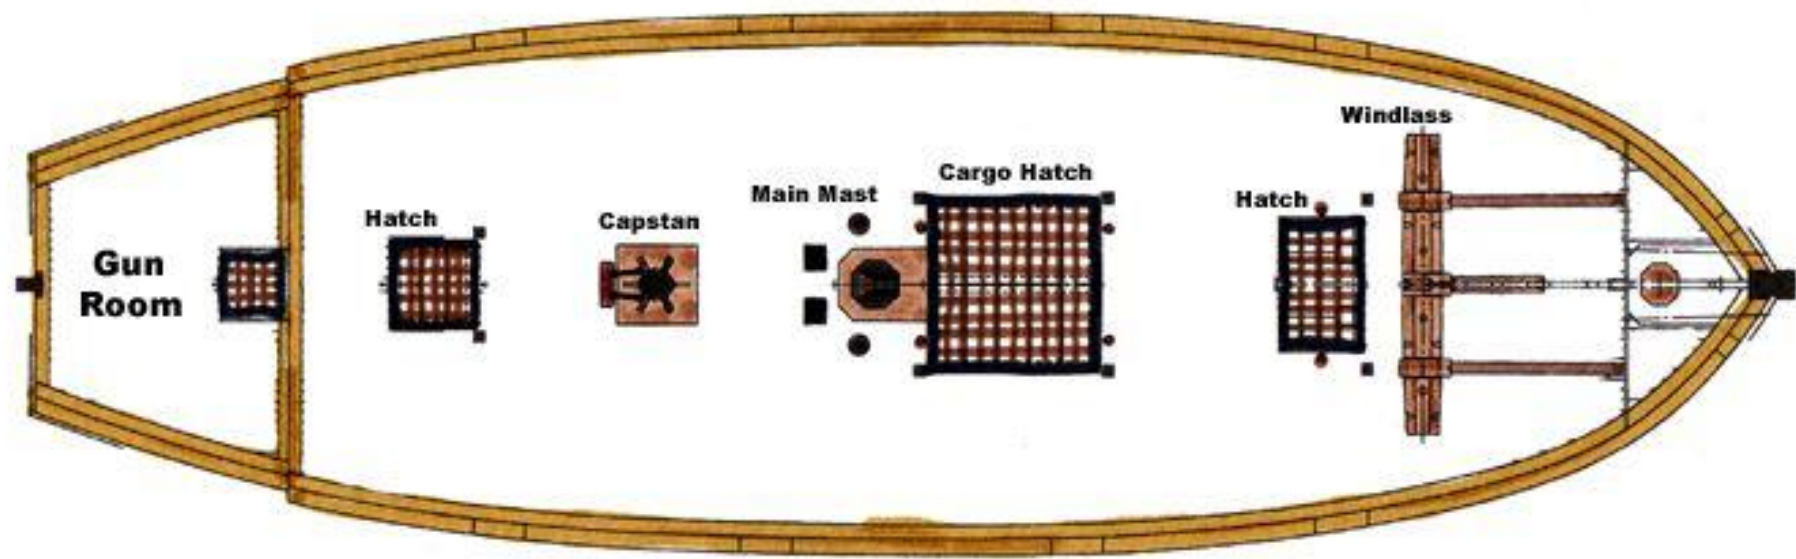 Windlass
Cargo Hatch
Main Mast
Hatch
Hatch
Capstan
Gun
Room